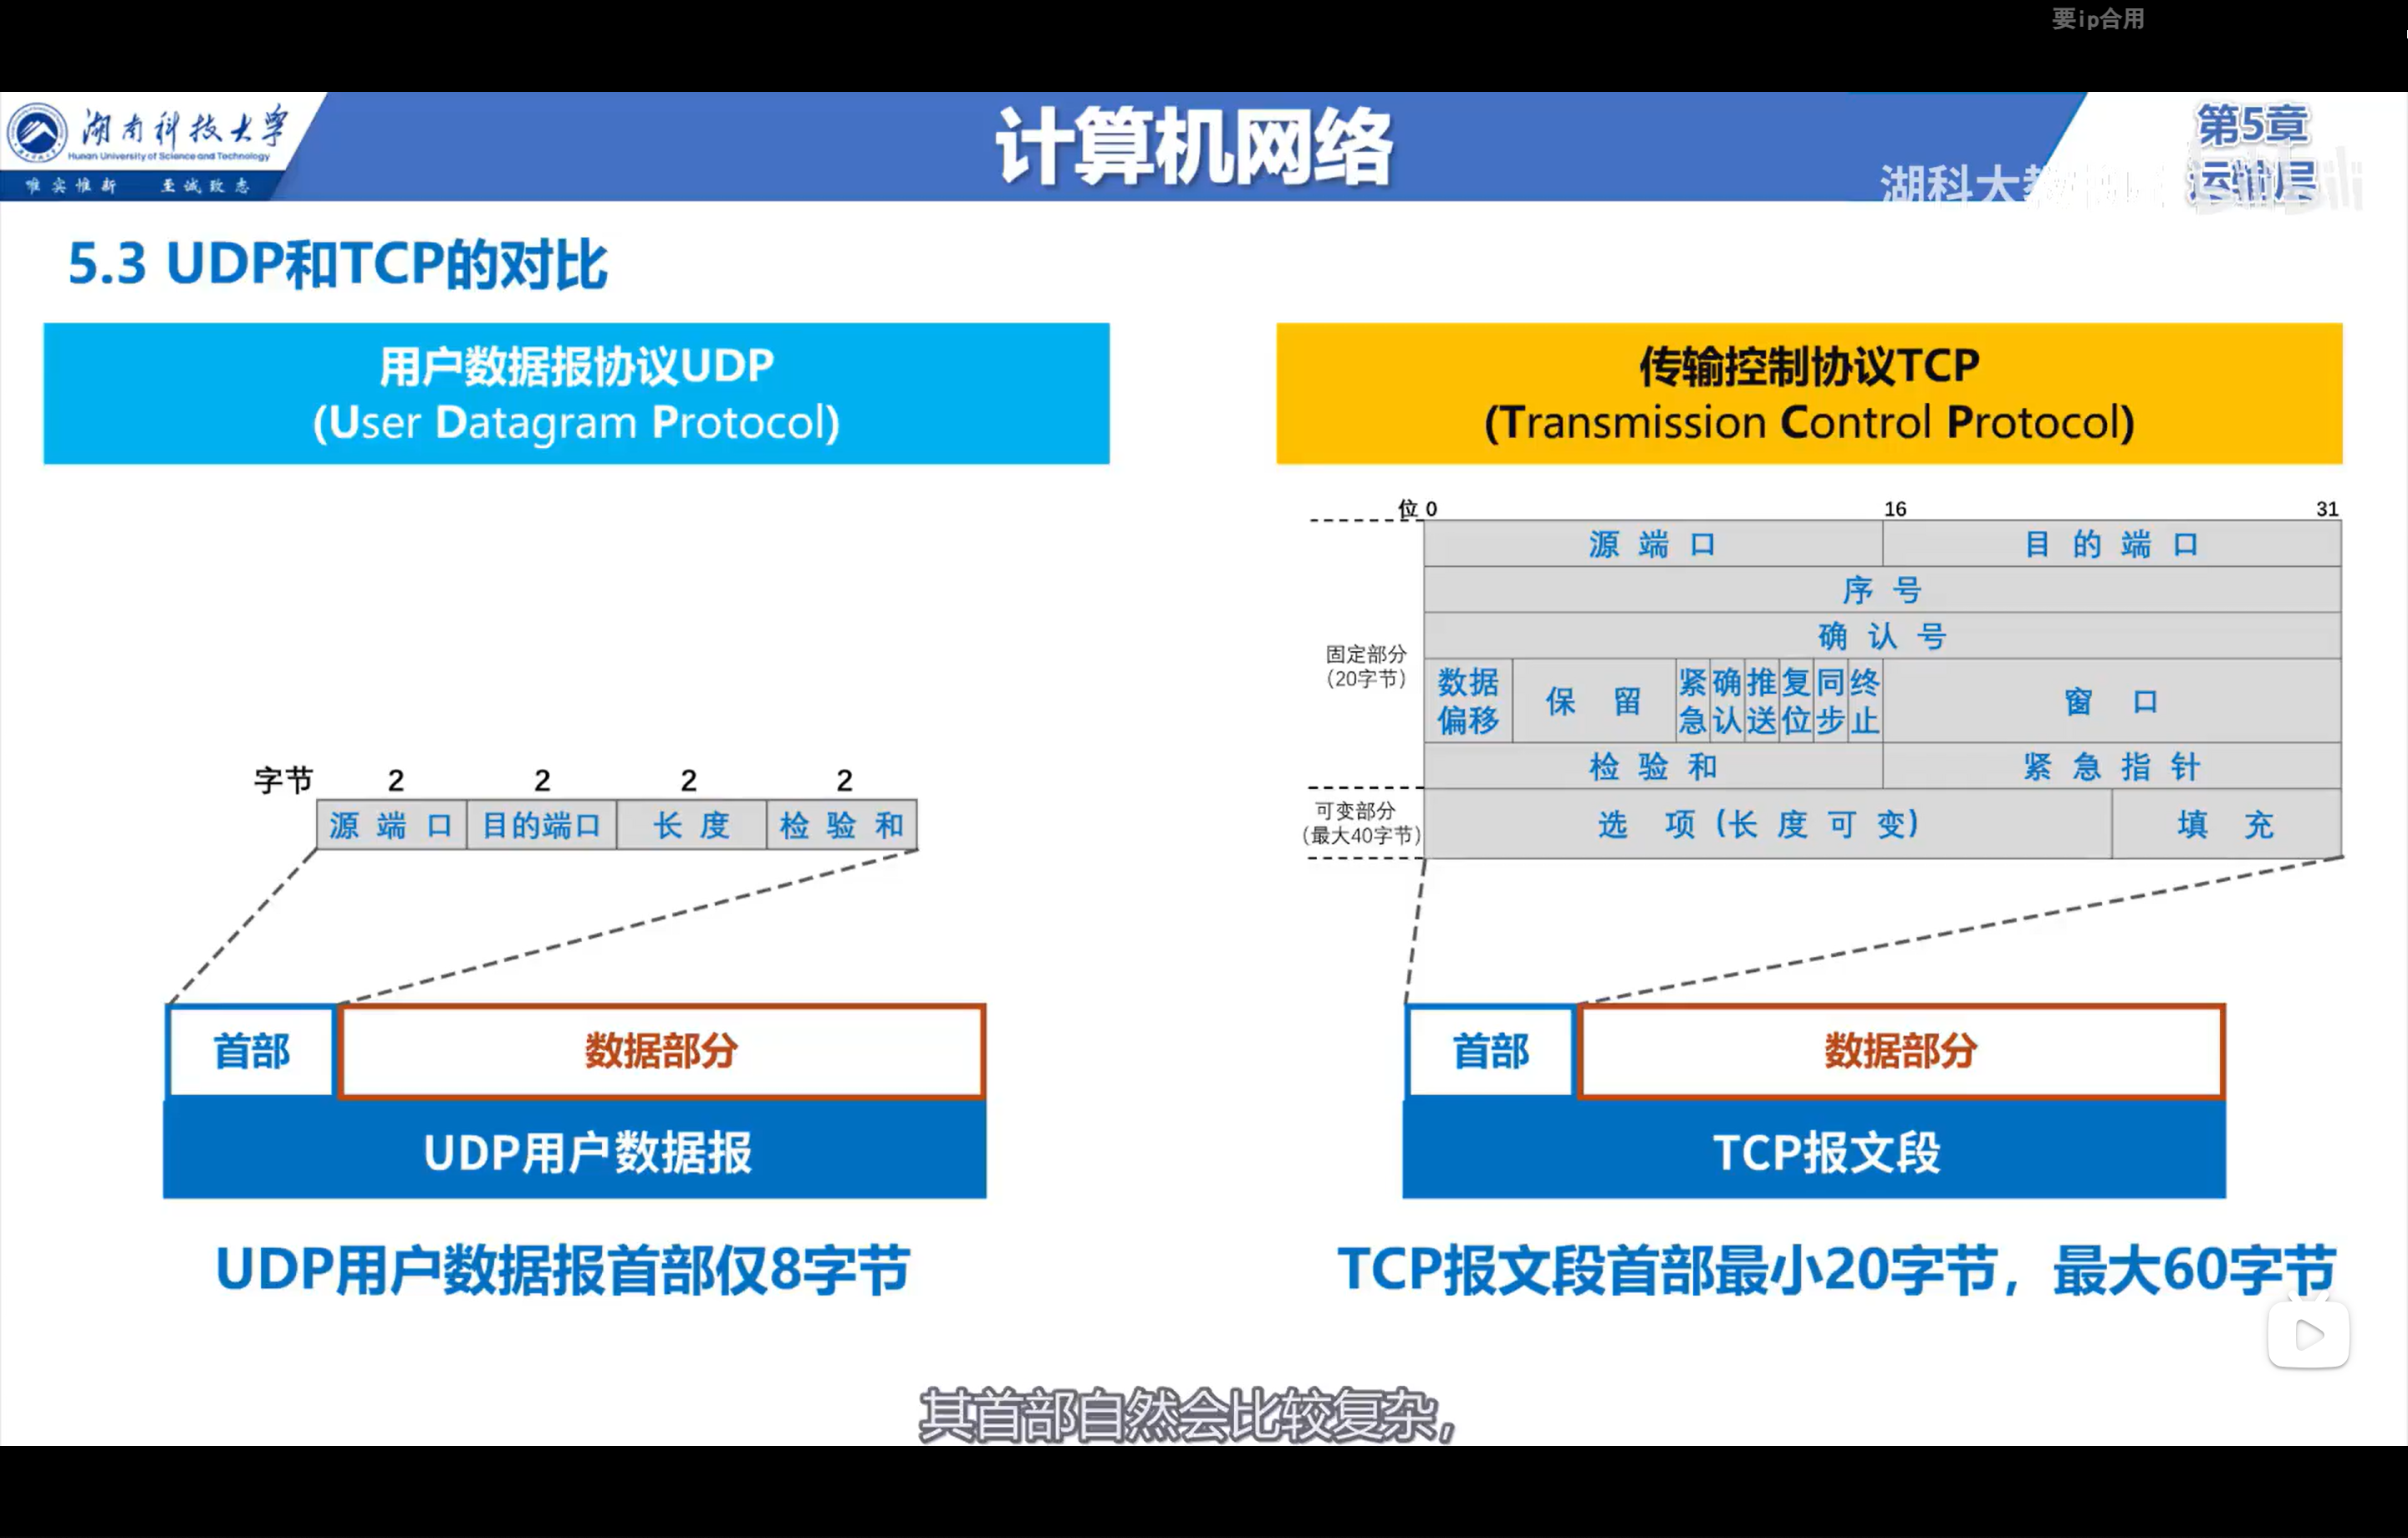 要ip合用
湖南科技大学
Hunan University of Science and Technology
唯实惟新 至诚致志
计算机网络
第5章
运输层
湖科大教
5.3 UDP和TCP的对比
用户数据报协议UDP
(User Datagram Protocol)
传输控制协议TCP
(Transmission Control Protocol)
位 0 16 31
源端口 目的端口
序号
确认号
固定部分
(20字节)
数据偏移 保留 紧急 确认 推送 复位 同步 终止 窗口
检验和 紧急指针
可变部分
(最大40字节)
选项(长度可变) 填充
字节 2 2 2 2
源端口 目的端口 长度 检验和
首部 数据部分
UDP用户数据报
首部 数据部分
TCP报文段
UDP用户数据报首部仅8字节
TCP报文段首部最小20字节，最大60字节
其首部自然会比较复杂，